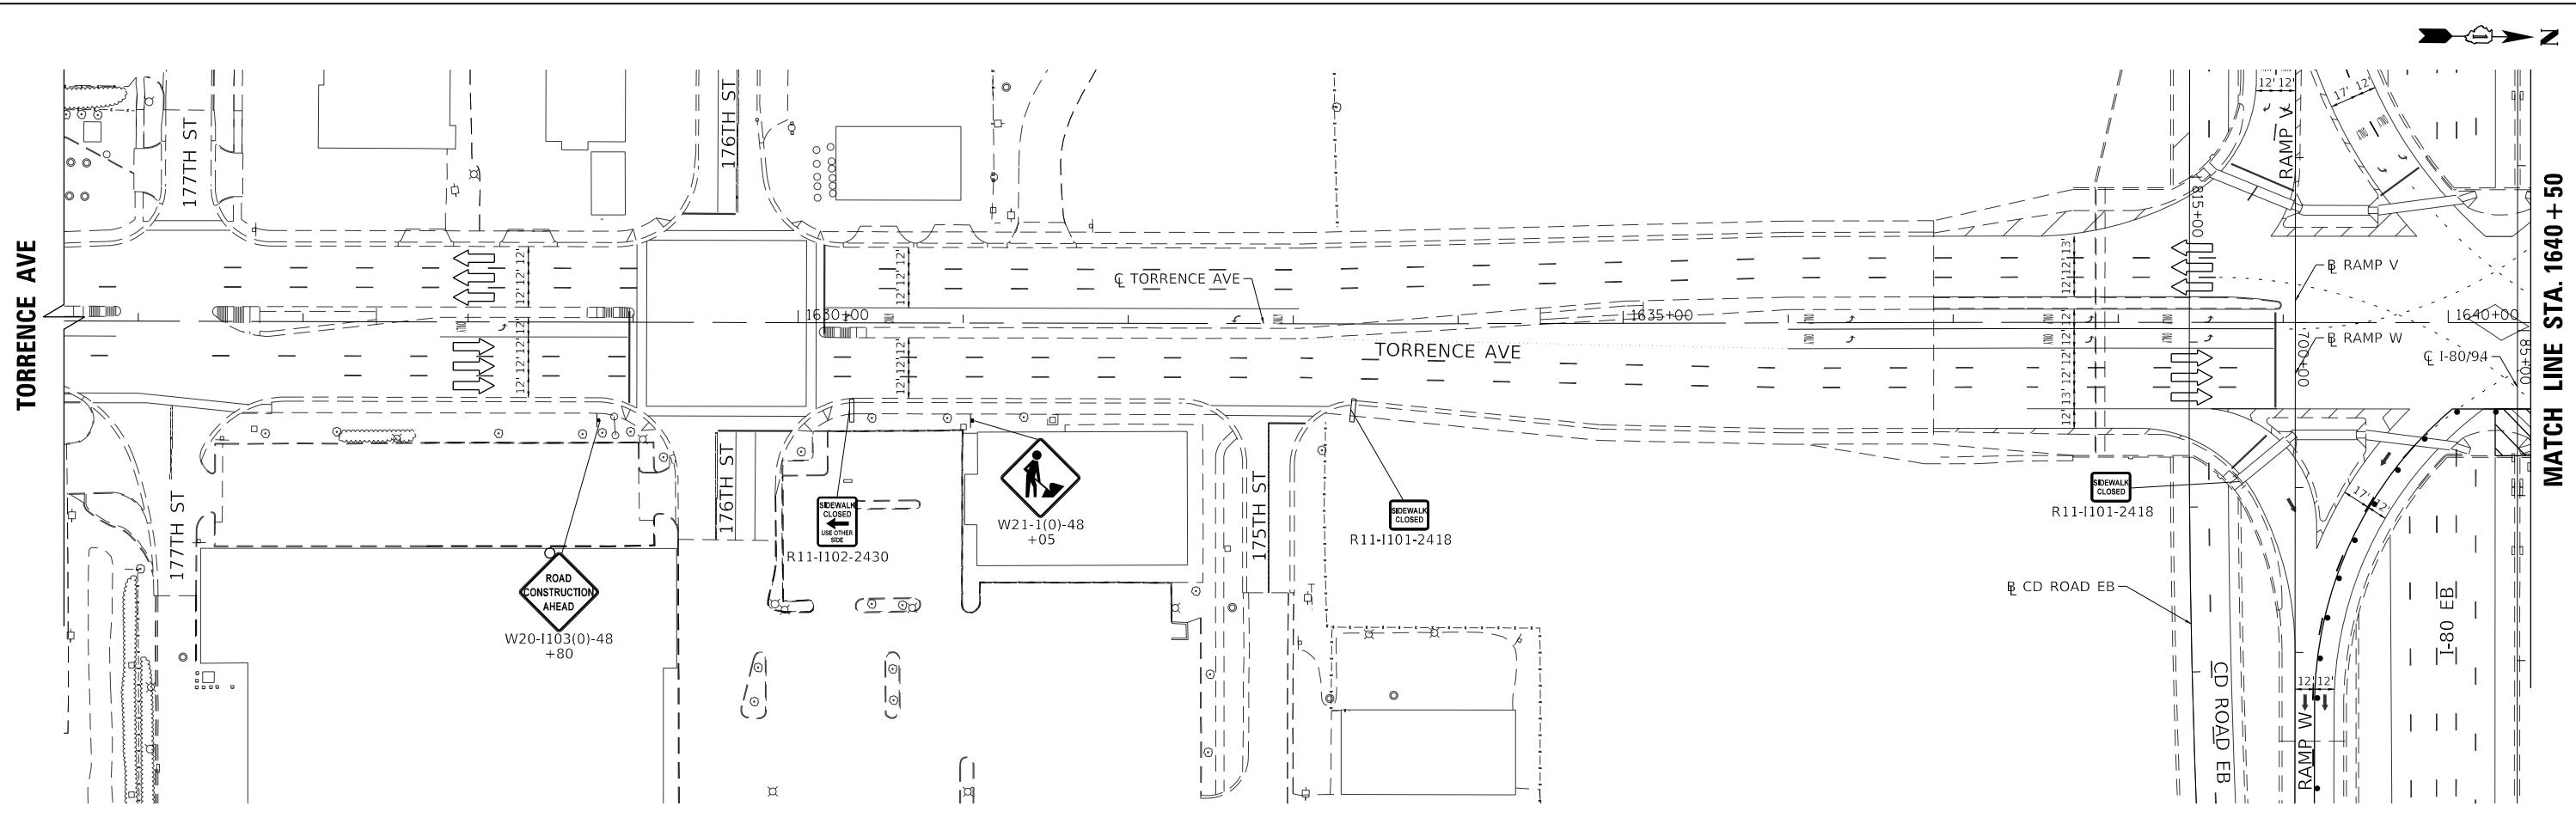 N
TORRENCE AVE
MATCH LINE STA. 1640 + 50
177TH ST
176TH ST
RAMP V
12' 12'
17' 12'
815+00
12' 12' 12'
12' 12' 12'
12' 12' 13'
℄ TORRENCE AVE
1630+00
1635+00
1640+00
TORRENCE AVE
B RAMP V
B RAMP W
℄ I-80/94
700+00
85+00
12' 12' 12'
12' 12' 12'
12' 12' 12' 12' 13' 12'
177TH ST
176TH ST
175TH ST
ROAD
CONSTRUCTION
AHEAD
W20-I103(0)-48
+80
SIDEWALK
CLOSED
USE OTHER
SIDE
R11-I102-2430
W21-1(0)-48
+05
SIDEWALK
CLOSED
R11-I101-2418
SIDEWALK
CLOSED
R11-I101-2418
17' 12'
B CD ROAD EB
CD ROAD EB
RAMP W
12' 12'
I-80 EB